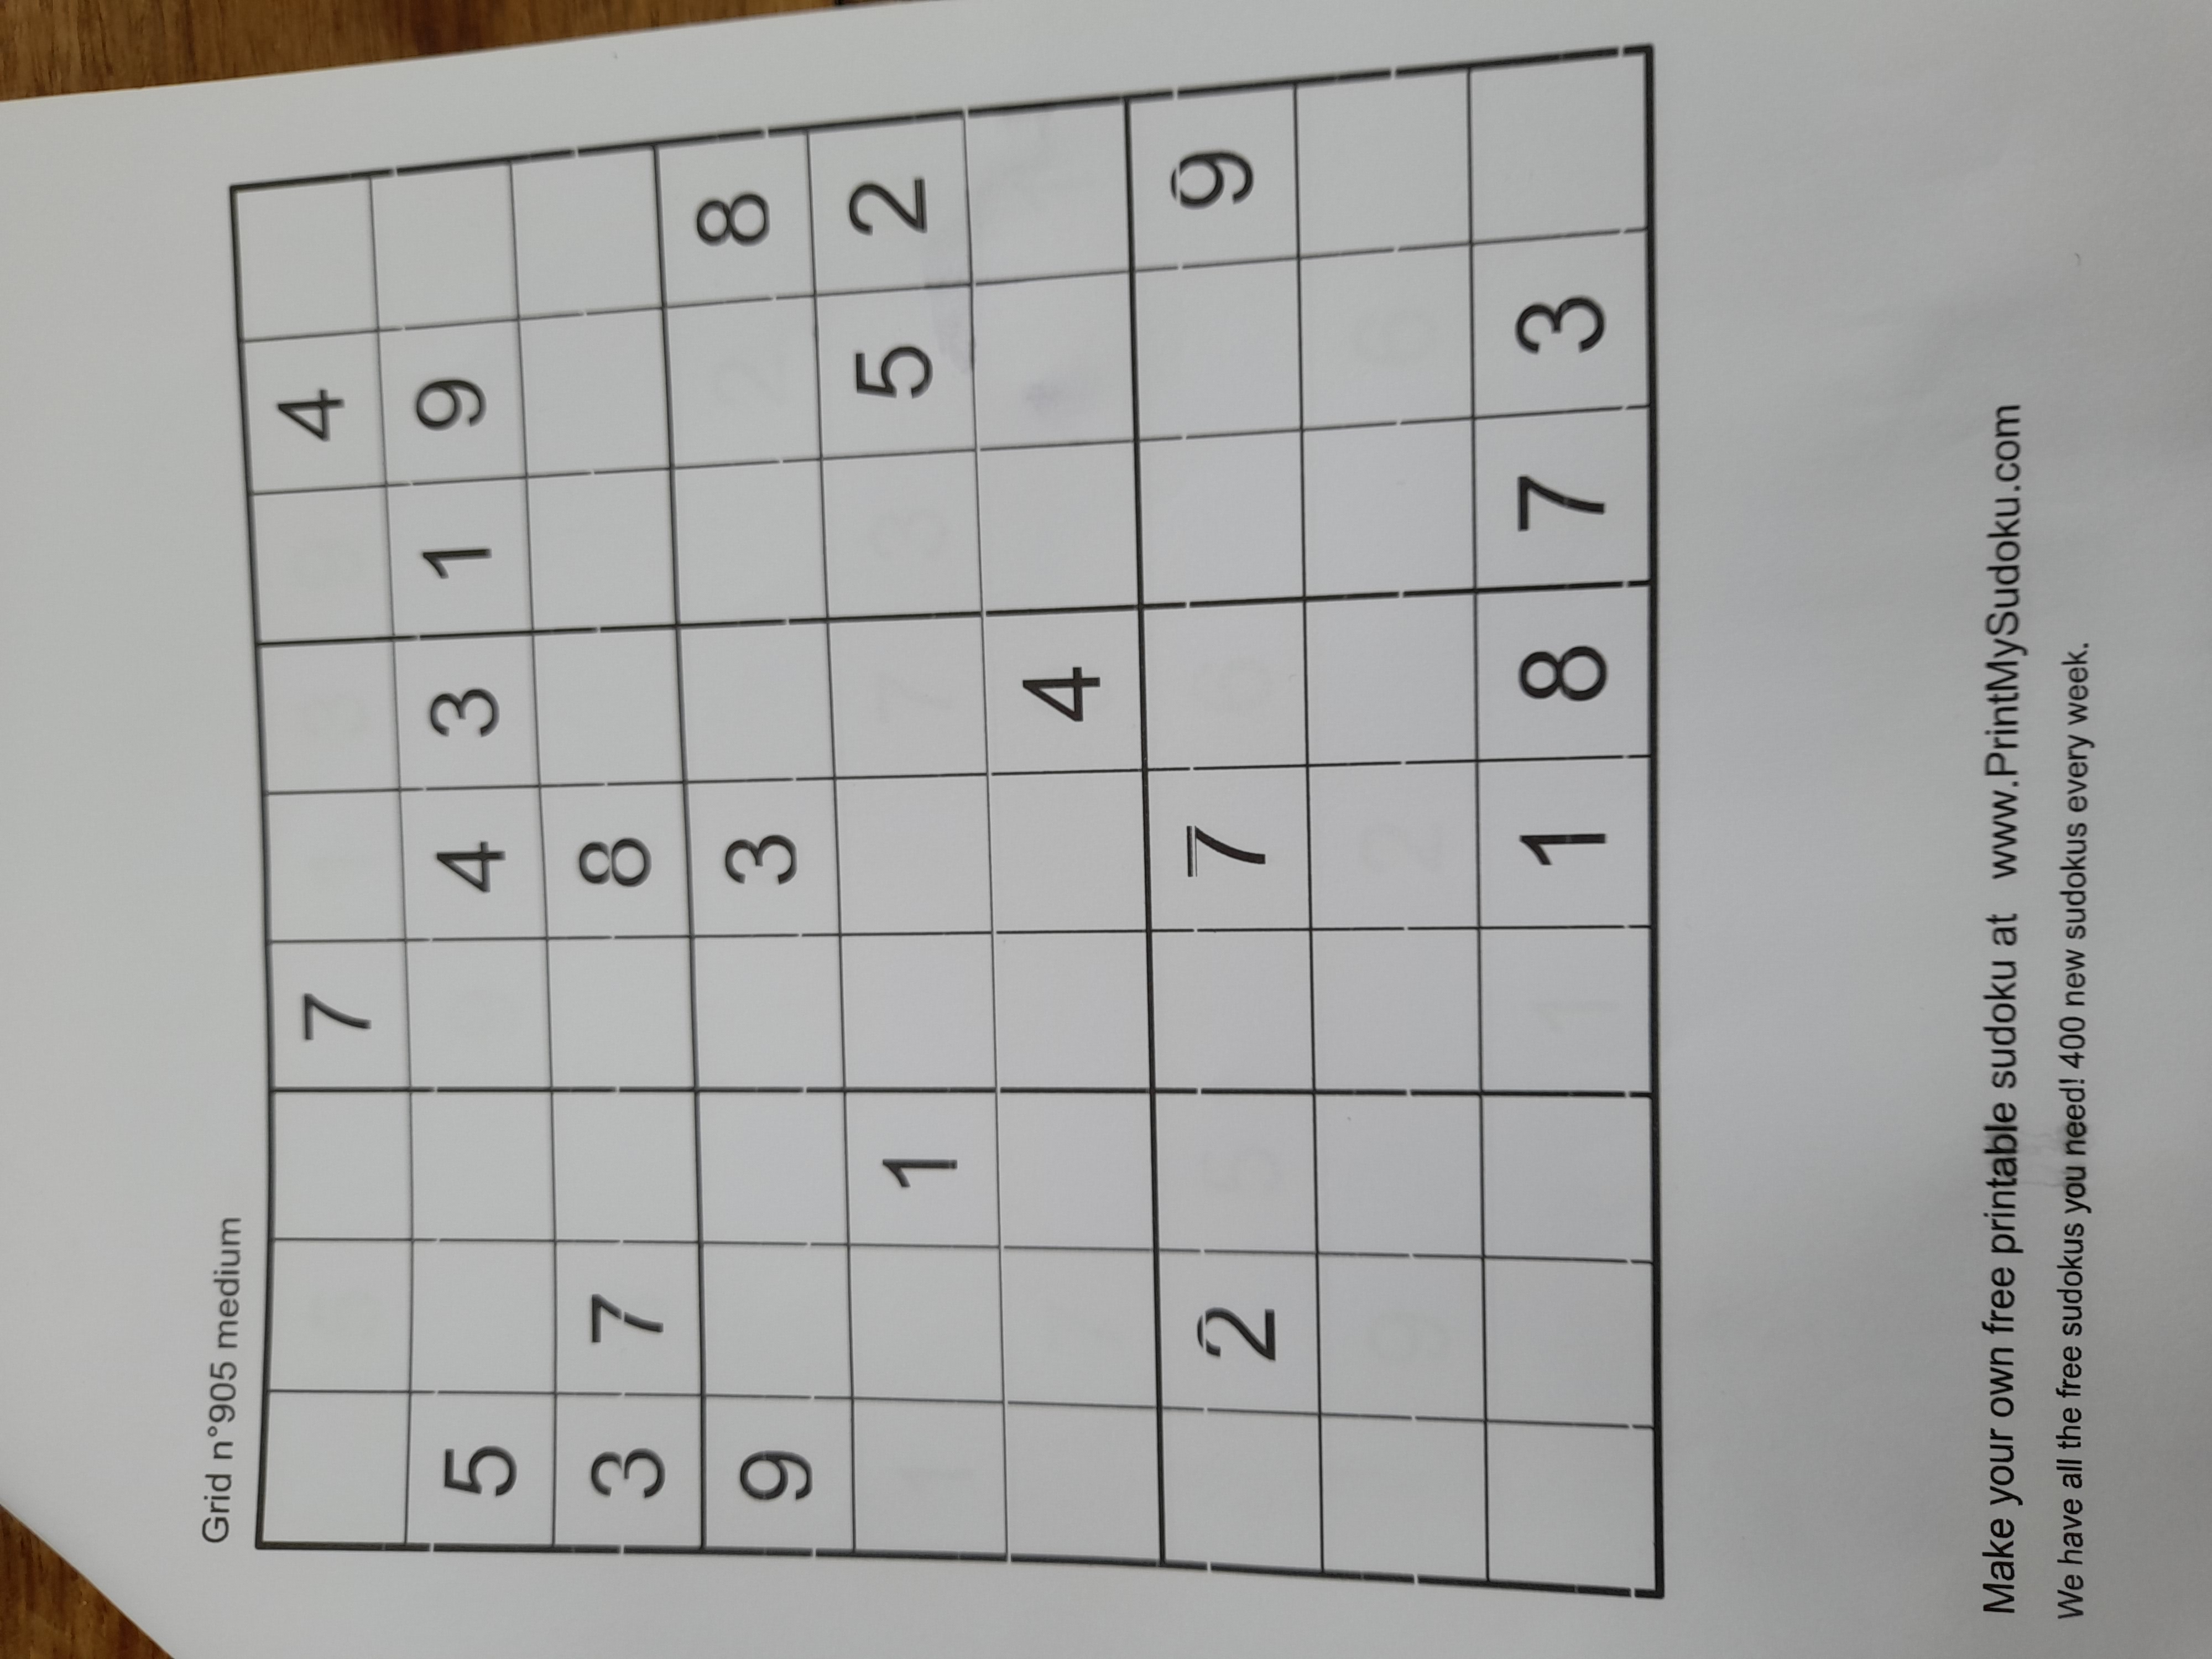 Grid n°905 medium
7 4
5 4 3 1 9
3 7 8
9 3 8
1 5 2
4
2 7 9
1 8 7 3
Make your own free printable sudoku at www.PrintMySudoku.com
We have all the free sudokus you need! 400 new sudokus every week.